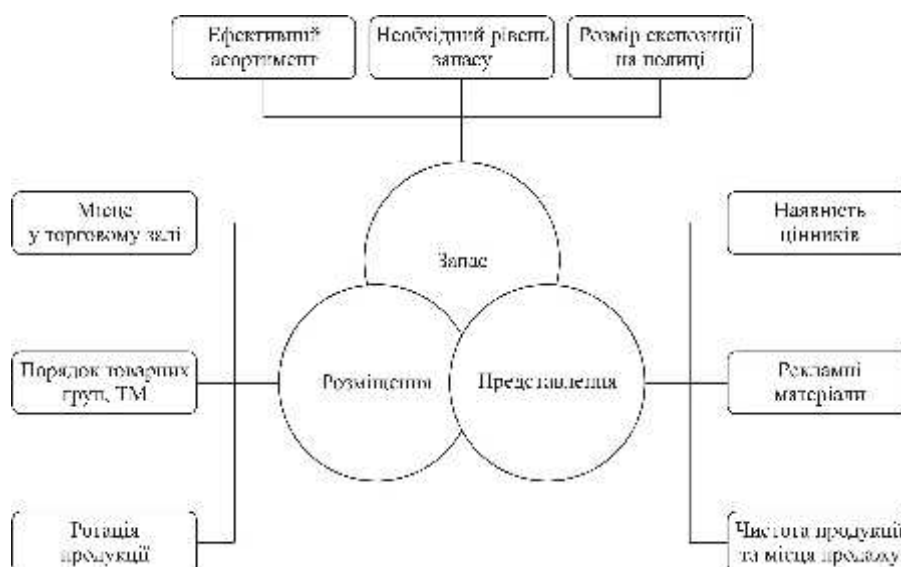 Ефективний
асортимент
Необхідний рівень
запасу
Розмір експозиції
на полиці
Місце
у торговому залі
Наявність
цінників
Запас
Порядок товарних
груп, ТМ
Розміщення
Представлення
Рекламні
матеріали
Ротація
продукції
Чистота продукції
та місця продажу